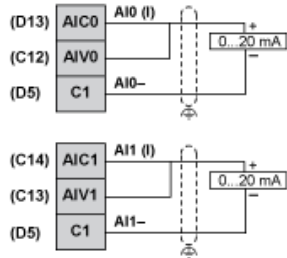 (D13) AIC0 AI0 (I) +
0...20 mA
(C12) AIV0 –
(D5) C1 AI0–
(C14) AIC1 AI1 (I) +
0...20 mA
(C13) AIV1 –
(D5) C1 AI1–